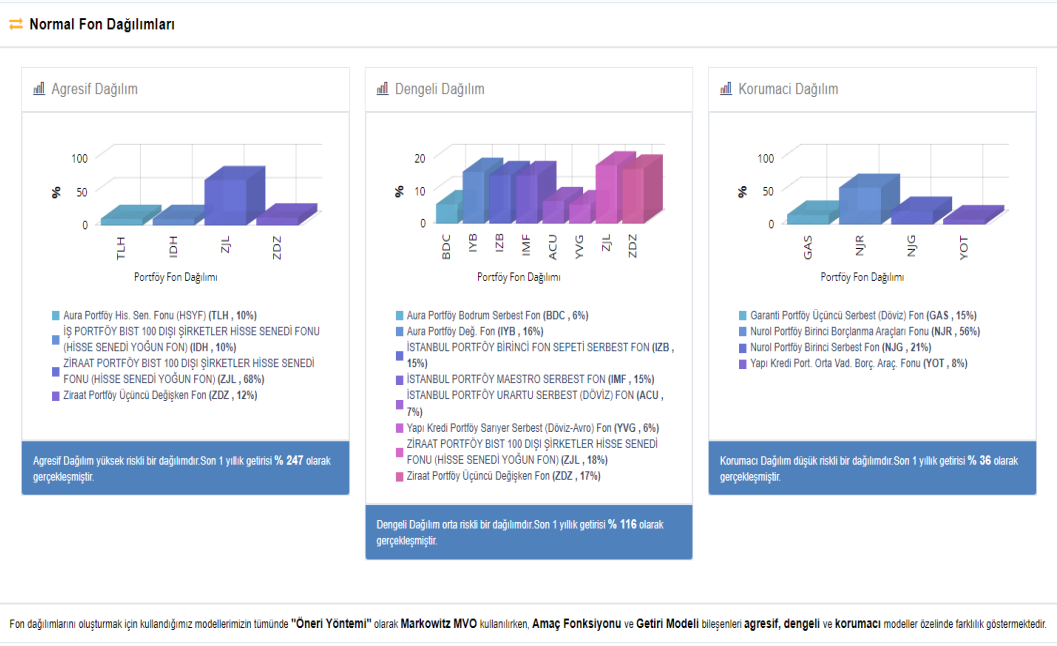 Normal Fon Dağılımları
Agresif Dağılım
100
50
0
%
TLH
IDH
ZJL
ZDZ
Portföy Fon Dağılımı
Aura Portföy His. Sen. Fonu (HSYF) (TLH , 10%)
İŞ PORTFÖY BIST 100 DIŞI ŞİRKETLER HİSSE SENEDİ FONU
(HİSSE SENEDİ YOĞUN FON) (IDH , 10%)
ZİRAAT PORTFÖY BIST 100 DIŞI ŞİRKETLER HİSSE SENEDİ
FONU (HİSSE SENEDİ YOĞUN FON) (ZJL , 68%)
Ziraat Portföy Üçüncü Değişken Fon (ZDZ , 12%)
Agresif Dağılım yüksek riskli bir dağılımdır.Son 1 yıllık getirisi % 247 olarak
gerçekleşmiştir.
Dengeli Dağılım
20
10
0
%
BDC
IYB
IZB
IMF
ACU
YVG
ZJL
ZDZ
Portföy Fon Dağılımı
Aura Portföy Bodrum Serbest Fon (BDC , 6%)
Aura Portföy Değ. Fon (IYB , 16%)
İSTANBUL PORTFÖY BİRİNCİ FON SEPETİ SERBEST FON (IZB ,
15%)
İSTANBUL PORTFÖY MAESTRO SERBEST FON (IMF , 15%)
İSTANBUL PORTFÖY URARTU SERBEST (DÖVİZ) FON (ACU ,
7%)
Yapı Kredi Portföy Sarıyer Serbest (Döviz-Avro) Fon (YVG , 6%)
ZİRAAT PORTFÖY BIST 100 DIŞI ŞİRKETLER HİSSE SENEDİ
FONU (HİSSE SENEDİ YOĞUN FON) (ZJL , 18%)
Ziraat Portföy Üçüncü Değişken Fon (ZDZ , 17%)
Dengeli Dağılım orta riskli bir dağılımdır.Son 1 yıllık getirisi % 116 olarak
gerçekleşmiştir.
Korumaci Dağılım
100
50
0
%
GAS
NJR
NJG
YOT
Portföy Fon Dağılımı
Garanti Portföy Üçüncü Serbest (Döviz) Fon (GAS , 15%)
Nurol Portföy Birinci Borçlanma Araçları Fonu (NJR , 56%)
Nurol Portföy Birinci Serbest Fon (NJG , 21%)
Yapı Kredi Port. Orta Vad. Borç. Araç. Fonu (YOT , 8%)
Korumacı Dağılım düşük riskli bir dağılımdır.Son 1 yıllık getirisi % 36 olarak
gerçekleşmiştir.
Fon dağılımlarını oluşturmak için kullandığımız modellerimizin tümünde "Öneri Yöntemi" olarak Markowitz MVO kullanılırken, Amaç Fonksiyonu ve Getiri Modeli bileşenleri agresif, dengeli ve korumacı modeller özelinde farklılık göstermektedir.